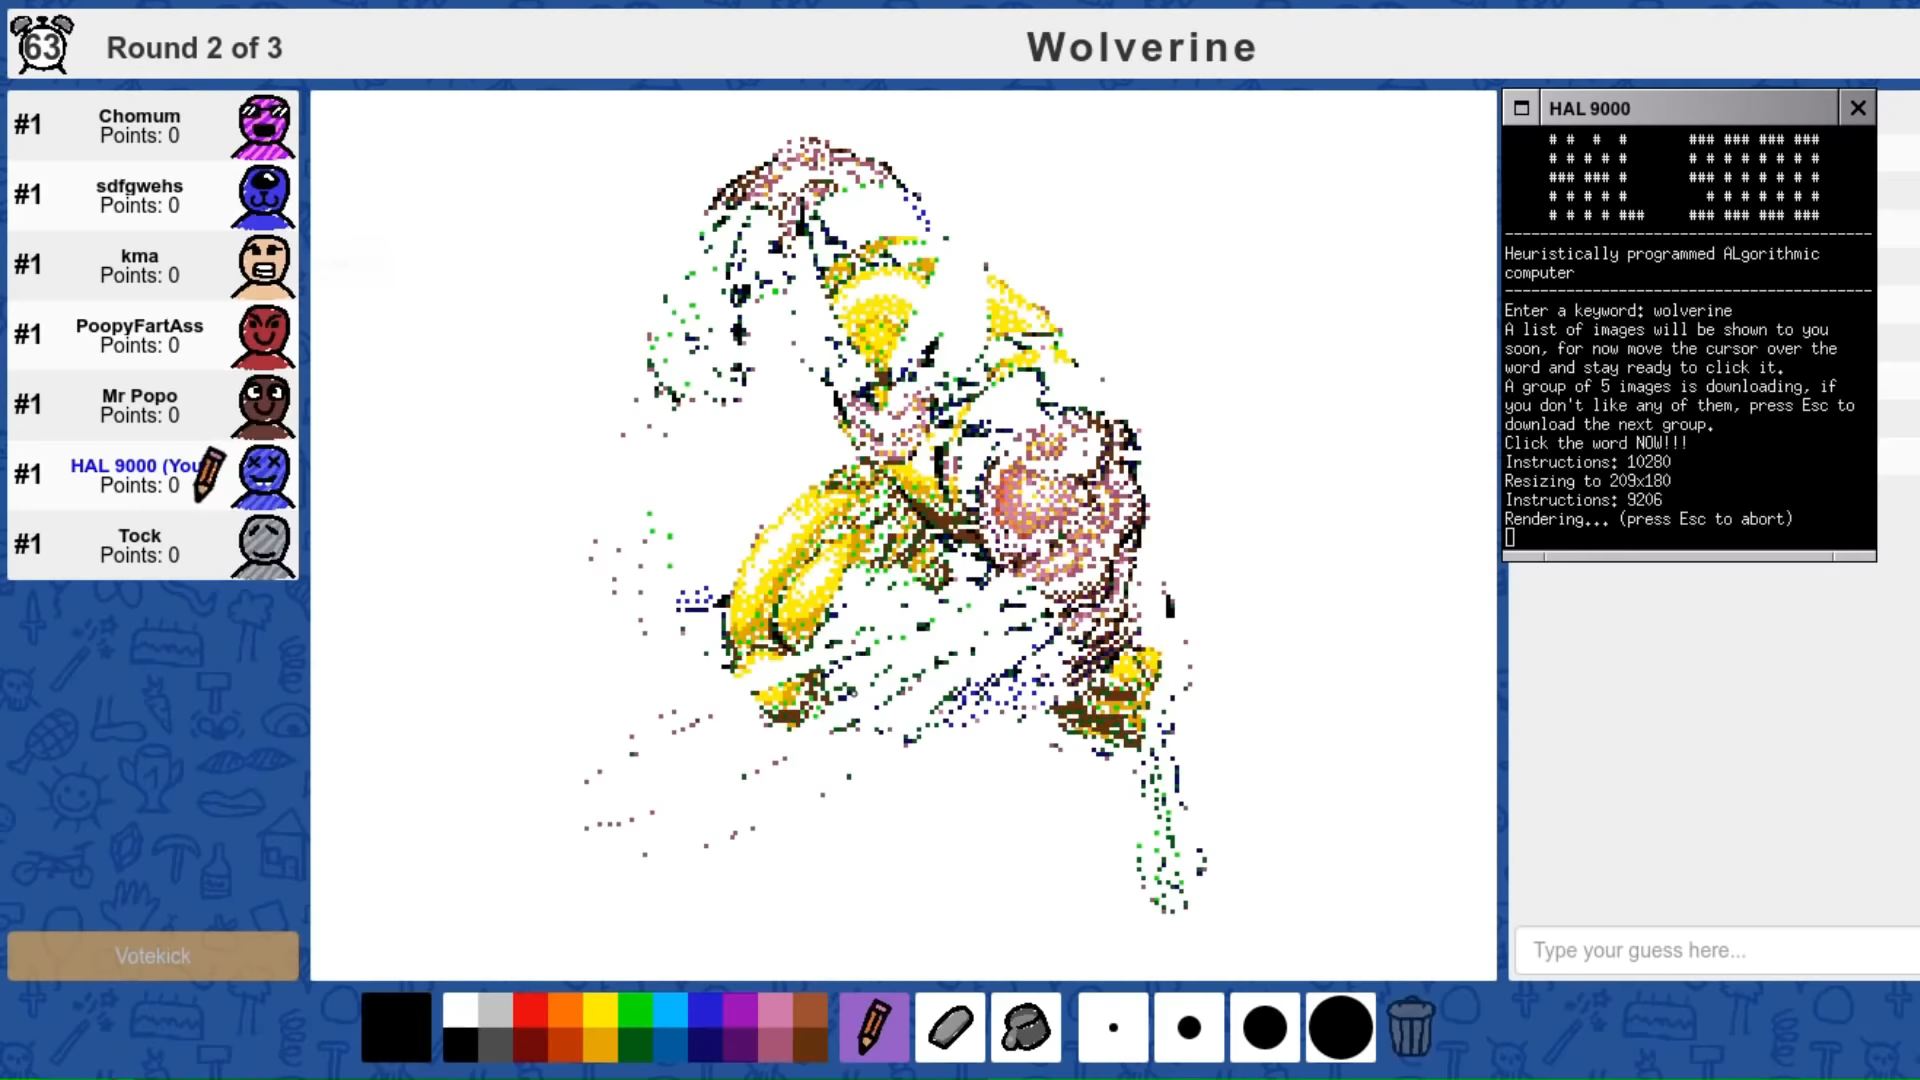 63
Round 2 of 3
Wolverine
#1
Chomum
Points: 0
#1
sdfgwehs
Points: 0
#1
kma
Points: 0
#1
PoopyFartAss
Points: 0
#1
Mr Popo
Points: 0
#1
HAL 9000 (You
Points: 0
#1
Tock
Points: 0
Votekick
HAL 9000
HAL 9000
Heuristically programmed ALgorithmic
computer
Enter a keyword: wolverine
A list of images will be shown to you
soon, for now move the cursor over the
word and stay ready to click it.
A group of 5 images is downloading, if
you don't like any of them, press Esc to
download the next group.
Click the word NOW!!!
Instructions: 10280
Resizing to 209x180
Instructions: 9206
Rendering... (press Esc to abort)
Type your guess here...